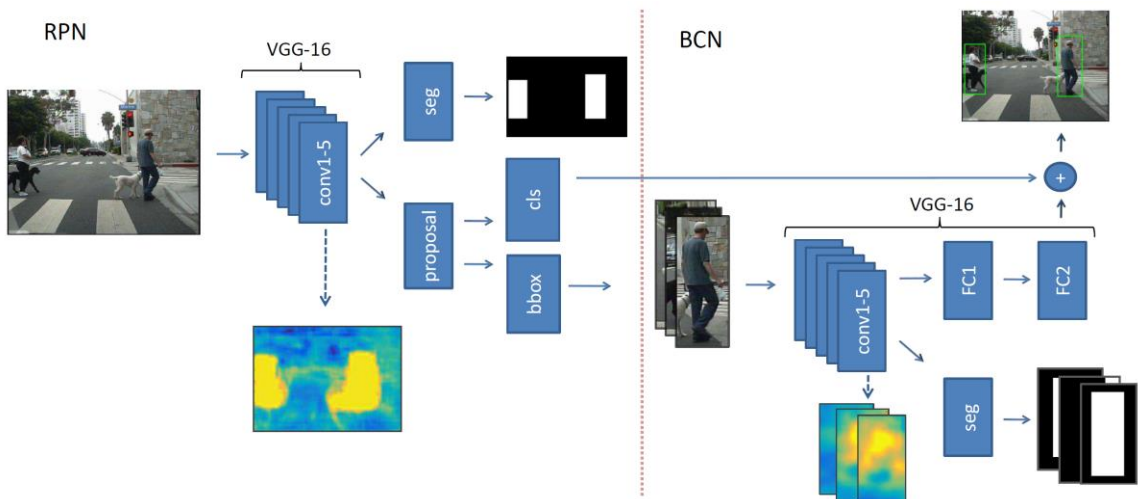 RPN
VGG-16
conv1-5
seg
proposal
cls
bbox
BCN
VGG-16
conv1-5
FC1
FC2
seg
+